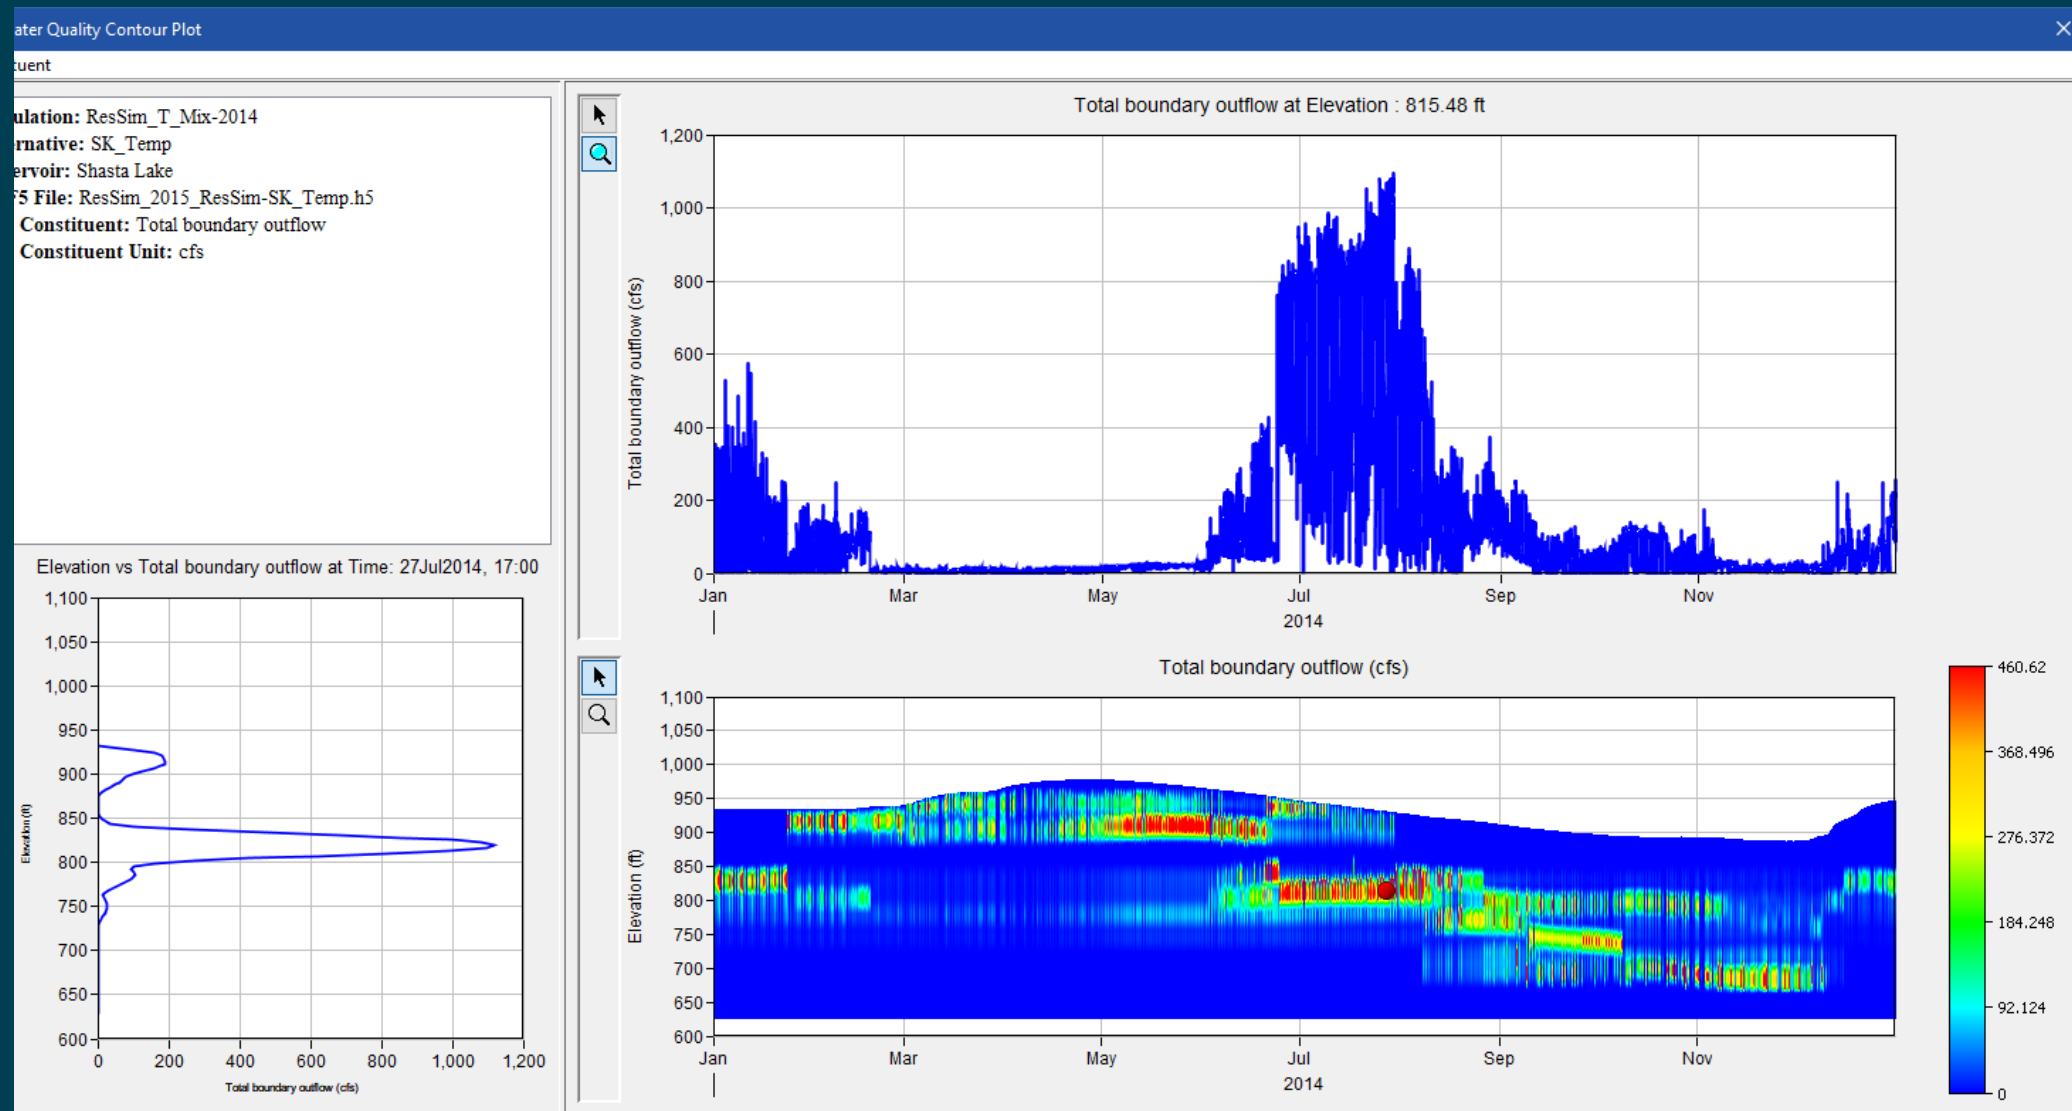 ater Quality Contour Plot
tuent
ulation: ResSim_T_Mix-2014
ernative: SK_Temp
ervoir: Shasta Lake
F5 File: ResSim_2015_ResSim-SK_Temp.h5
Constituent: Total boundary outflow
Constituent Unit: cfs
Elevation vs Total boundary outflow at Time: 27Jul2014, 17:00
1,100
1,050
1,000
950
900
850
800
750
700
650
600
Elevation (ft)
0 200 400 600 800 1,000 1,200
Total boundary outflow (cfs)
Total boundary outflow at Elevation : 815.48 ft
1,200
1,000
800
600
400
200
0
Total boundary outflow (cfs)
Jan Mar May Jul Sep Nov
2014
Total boundary outflow (cfs)
1,100
1,050
1,000
950
900
850
800
750
700
650
600
Elevation (ft)
Jan Mar May Jul Sep Nov
2014
460.62
368.496
276.372
184.248
92.124
0